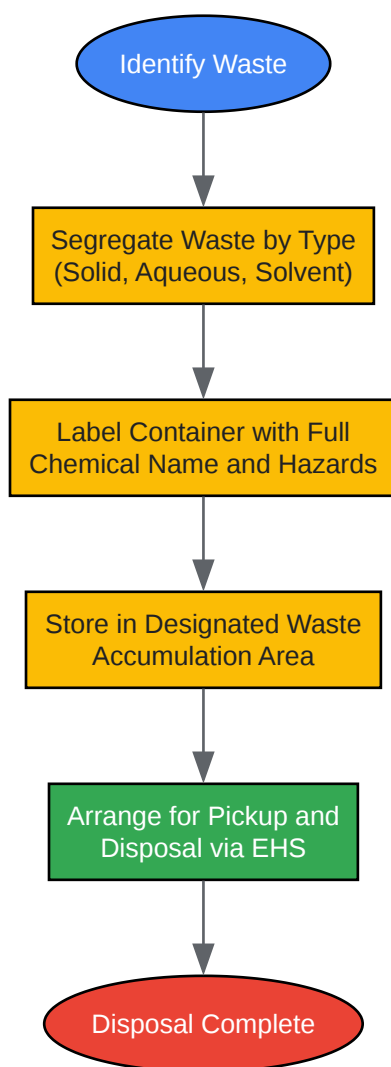 Identify Waste
Segregate Waste by Type
(Solid, Aqueous, Solvent)
Label Container with Full
Chemical Name and Hazards
Store in Designated Waste
Accumulation Area
Arrange for Pickup and
Disposal via EHS
Disposal Complete